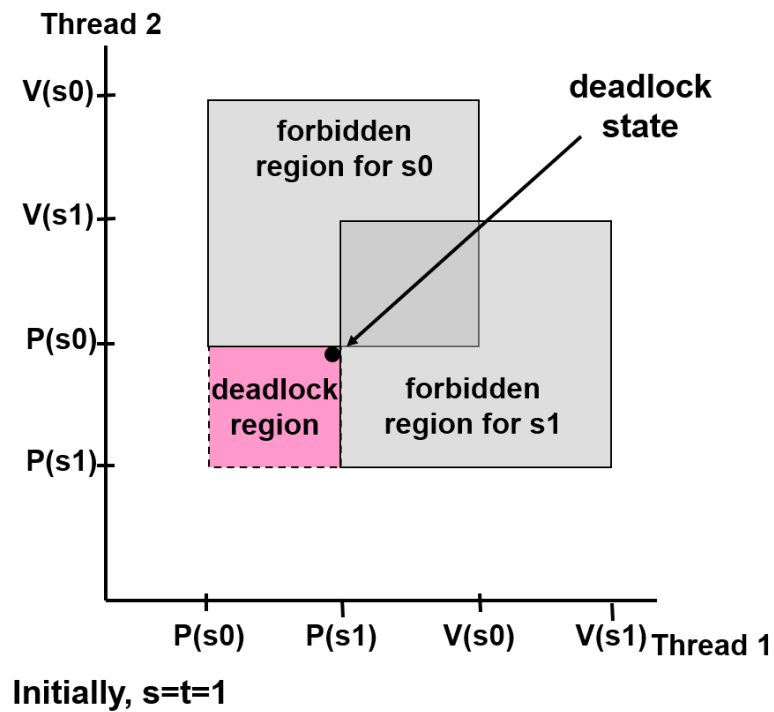 Thread 2
V(s0)
forbidden
region for s0
deadlock
state
V(s1)
P(s0)
deadlock
region
forbidden
region for s1
P(s1)
P(s0)
P(s1)
V(s0)
V(s1)
Thread 1
Initially, s=t=1